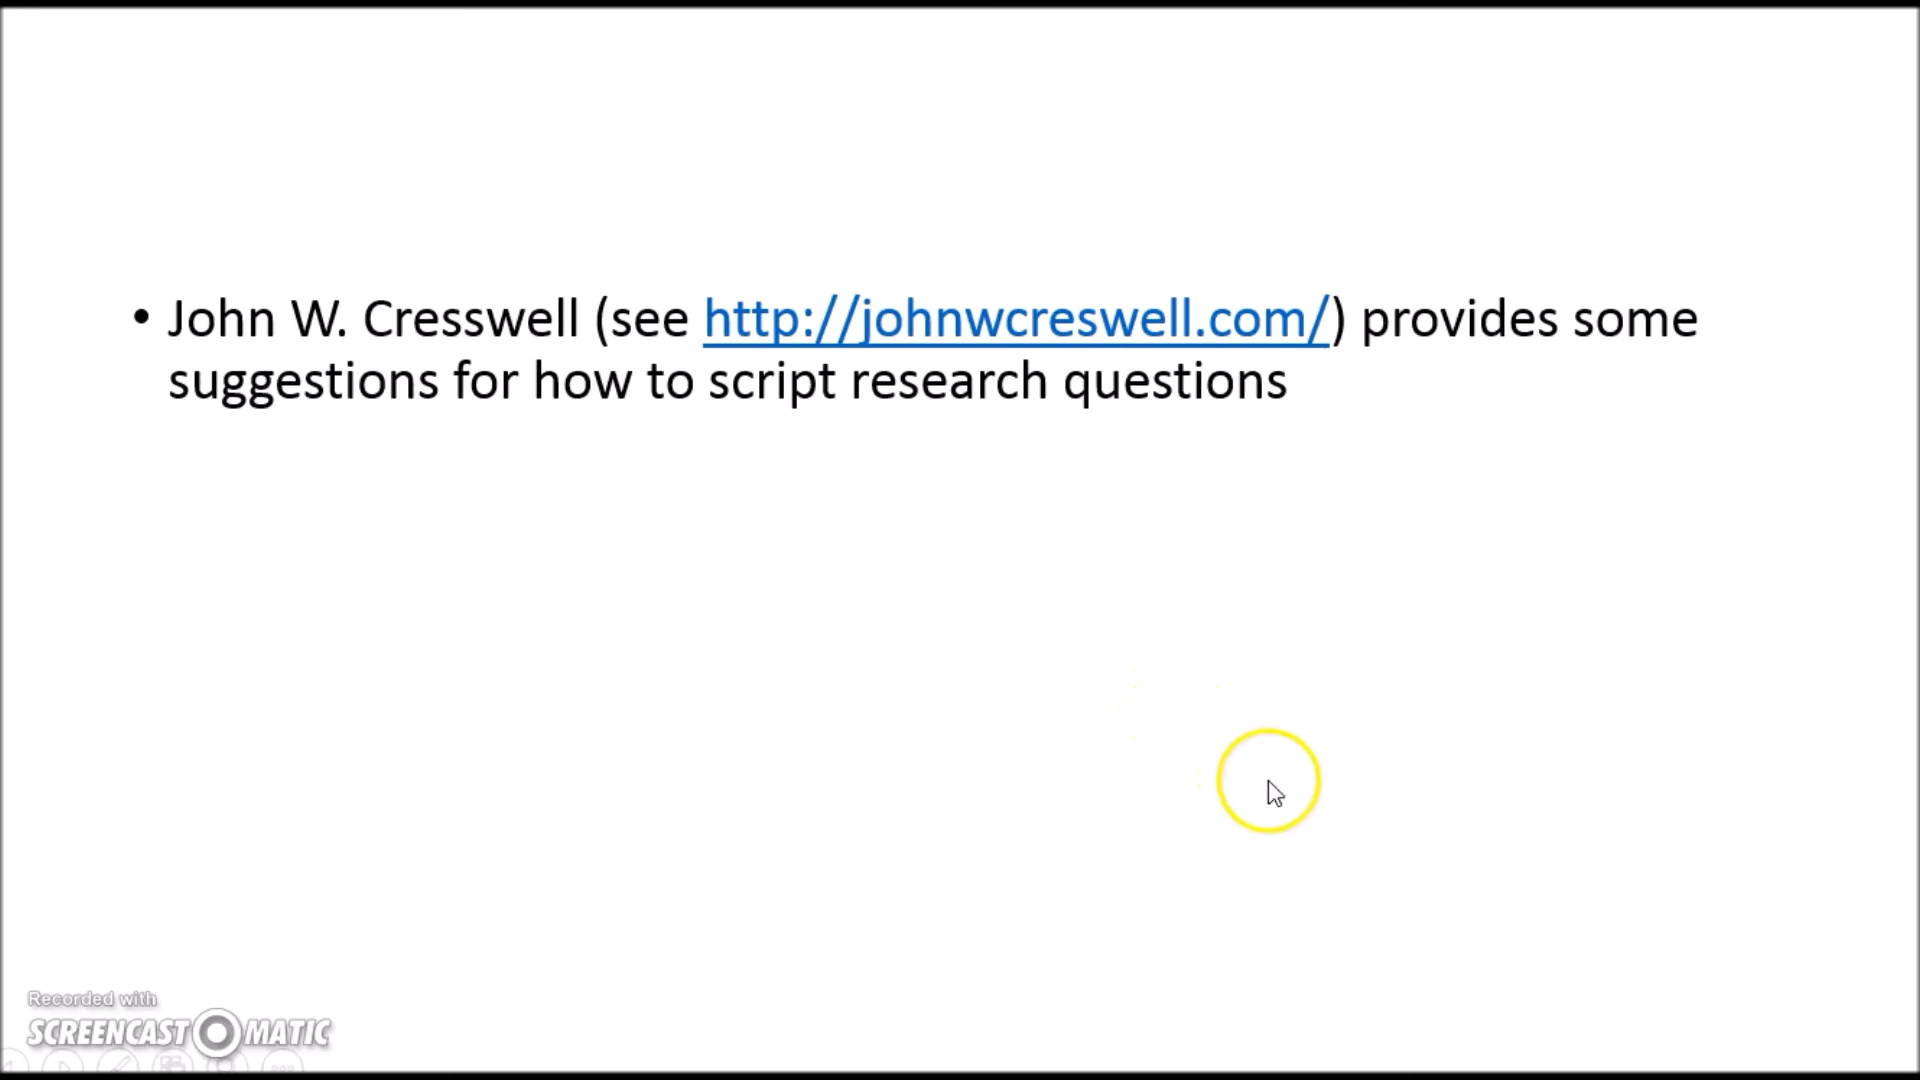 • John W. Cresswell (see http://johnwcreswell.com/) provides some
suggestions for how to script research questions
Recorded with
SCREENCAST MATIC